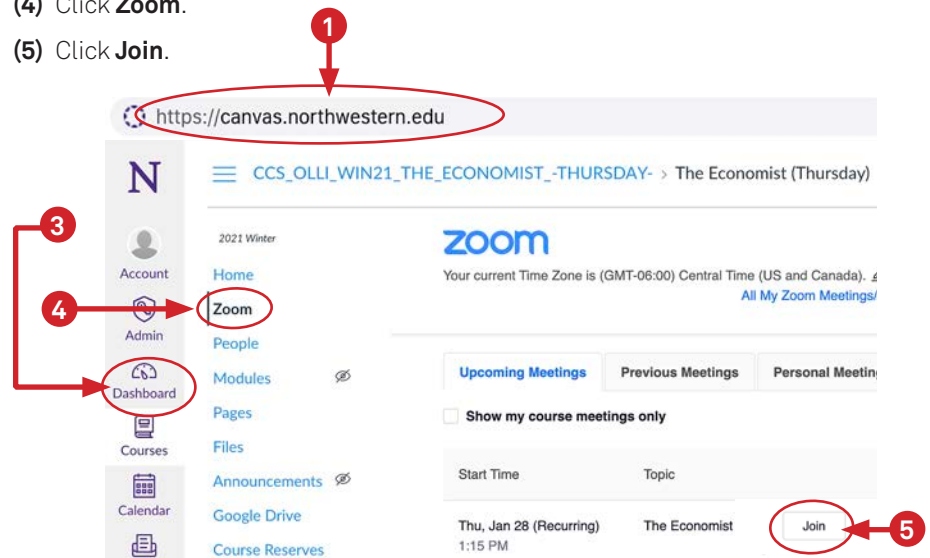 (4) Click Zoom.
(5) Click Join.
1
https://canvas.northwestern.edu
N
CCS_OLLI_WIN21_THE_ECONOMIST_-THURSDAY- > The Economist (Thursday)
3
2021 Winter
zoom
Account
Home
Your current Time Zone is (GMT-06:00) Central Time (US and Canada).
All My Zoom Meetings/
4
Zoom
Admin
People
Upcoming Meetings
Previous Meetings
Personal Meetin
Dashboard
Modules
Show my course meetings only
Pages
Courses
Files
Start Time
Topic
Announcements
Calendar
Google Drive
Thu, Jan 28 (Recurring)
The Economist
Join
5
1:15 PM
Course Reserves